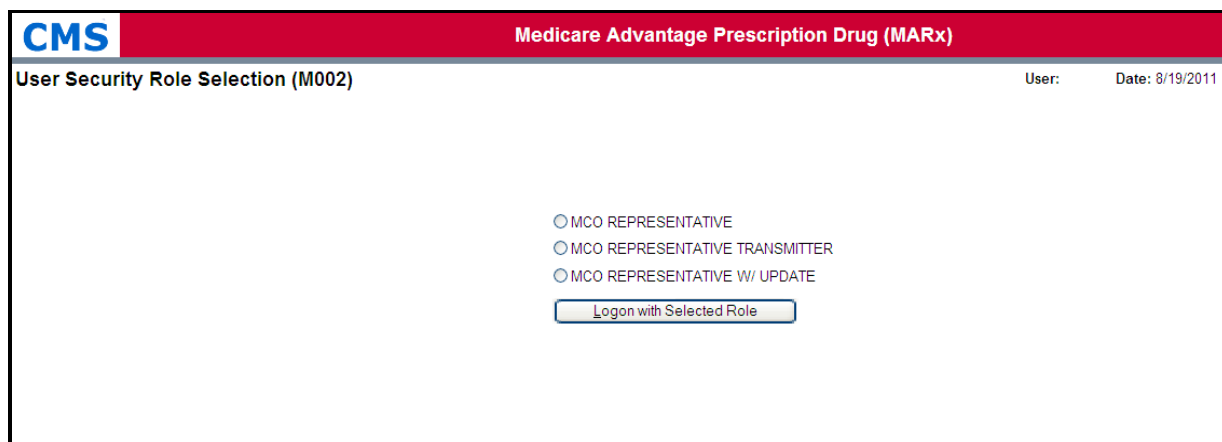 CMS
Medicare Advantage Prescription Drug (MARx)
User Security Role Selection (M002)
User: Date: 8/19/2011
MCO REPRESENTATIVE
MCO REPRESENTATIVE TRANSMITTER
MCO REPRESENTATIVE W/ UPDATE
Logon with Selected Role